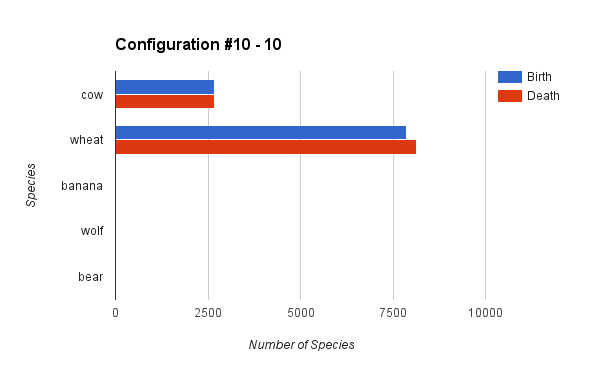 Configuration #10 - 10
Birth
Death
cow
wheat
banana
wolf
bear
Species
0 2500 5000 7500 10000
Number of Species